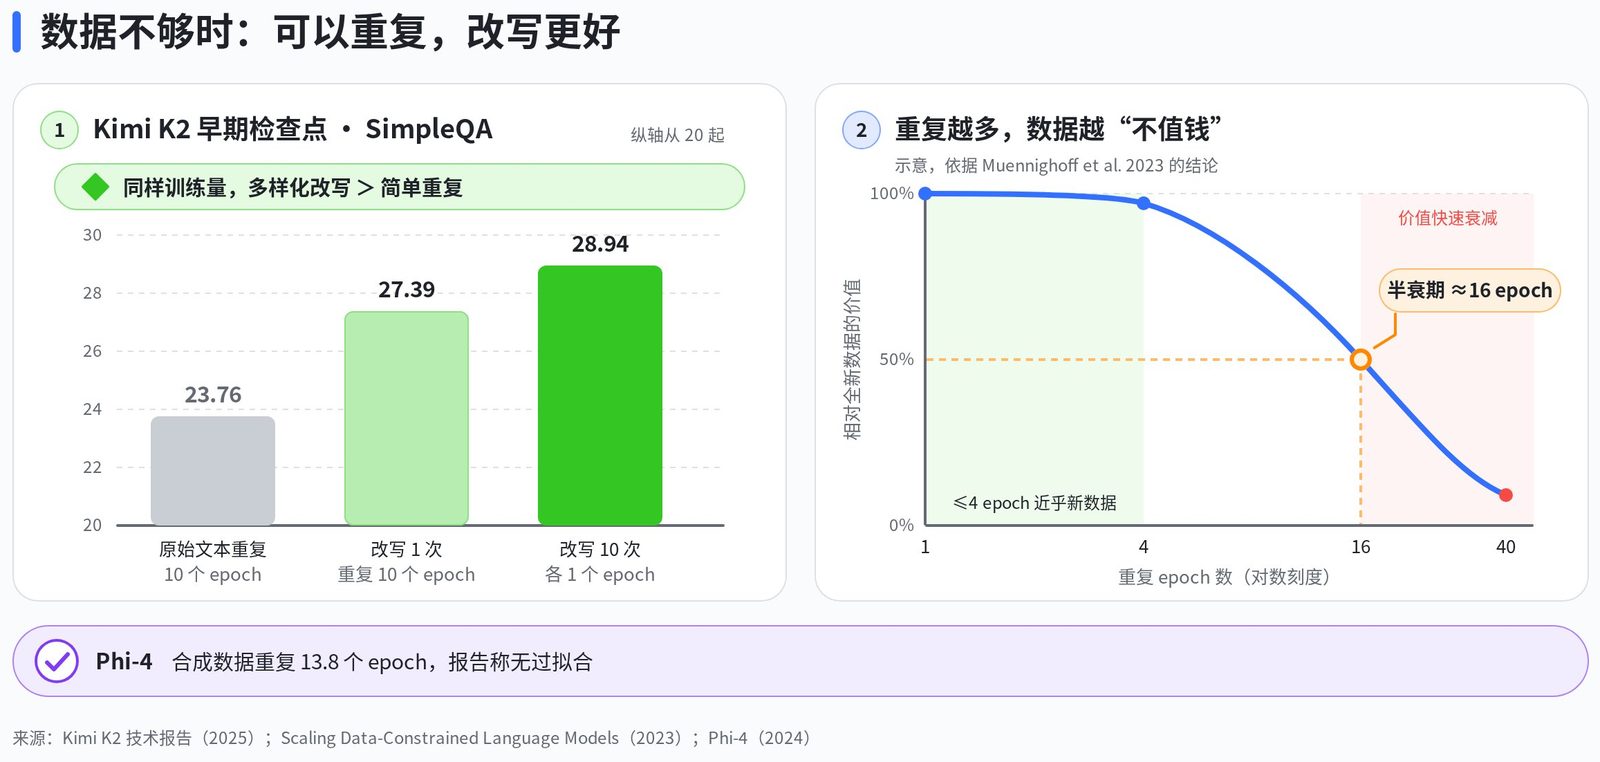 数据不够时：可以重复，改写更好
1 Kimi K2 早期检查点 · SimpleQA
纵轴从 20 起
同样训练量，多样化改写 > 简单重复
30
28
26
24
22
20
23.76
27.39
28.94
原始文本重复
10 个 epoch
改写 1 次
重复 10 个 epoch
改写 10 次
各 1 个 epoch
2 重复越多，数据越“不值钱”
示意，依据 Muennighoff et al. 2023 的结论
100%
50%
0%
相对全新数据的价值
价值快速衰减
半衰期 ≈16 epoch
≤4 epoch 近乎新数据
1
4
16
40
重复 epoch 数（对数刻度）
Phi-4 合成数据重复 13.8 个 epoch，报告称无过拟合
来源：Kimi K2 技术报告（2025）；Scaling Data-Constrained Language Models（2023）；Phi-4（2024）